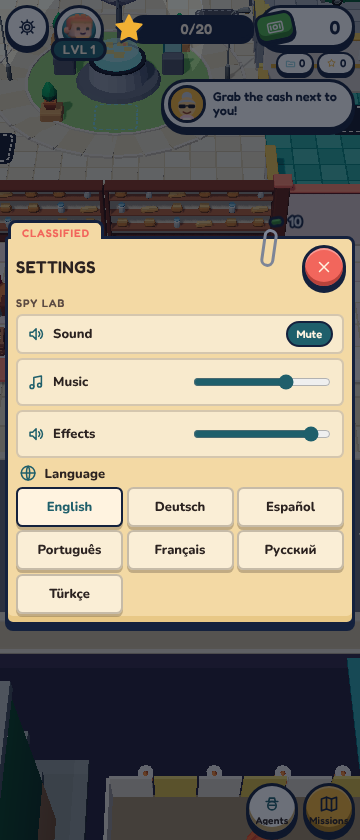 LVL 1
0/20
0
0
0
Grab the cash next to
you!
10
CLASSIFIED
SETTINGS
SPY LAB
Sound
Mute
Music
Effects
Language
English
Deutsch
Español
Português
Français
Русский
Türkçe
Agents
Missions